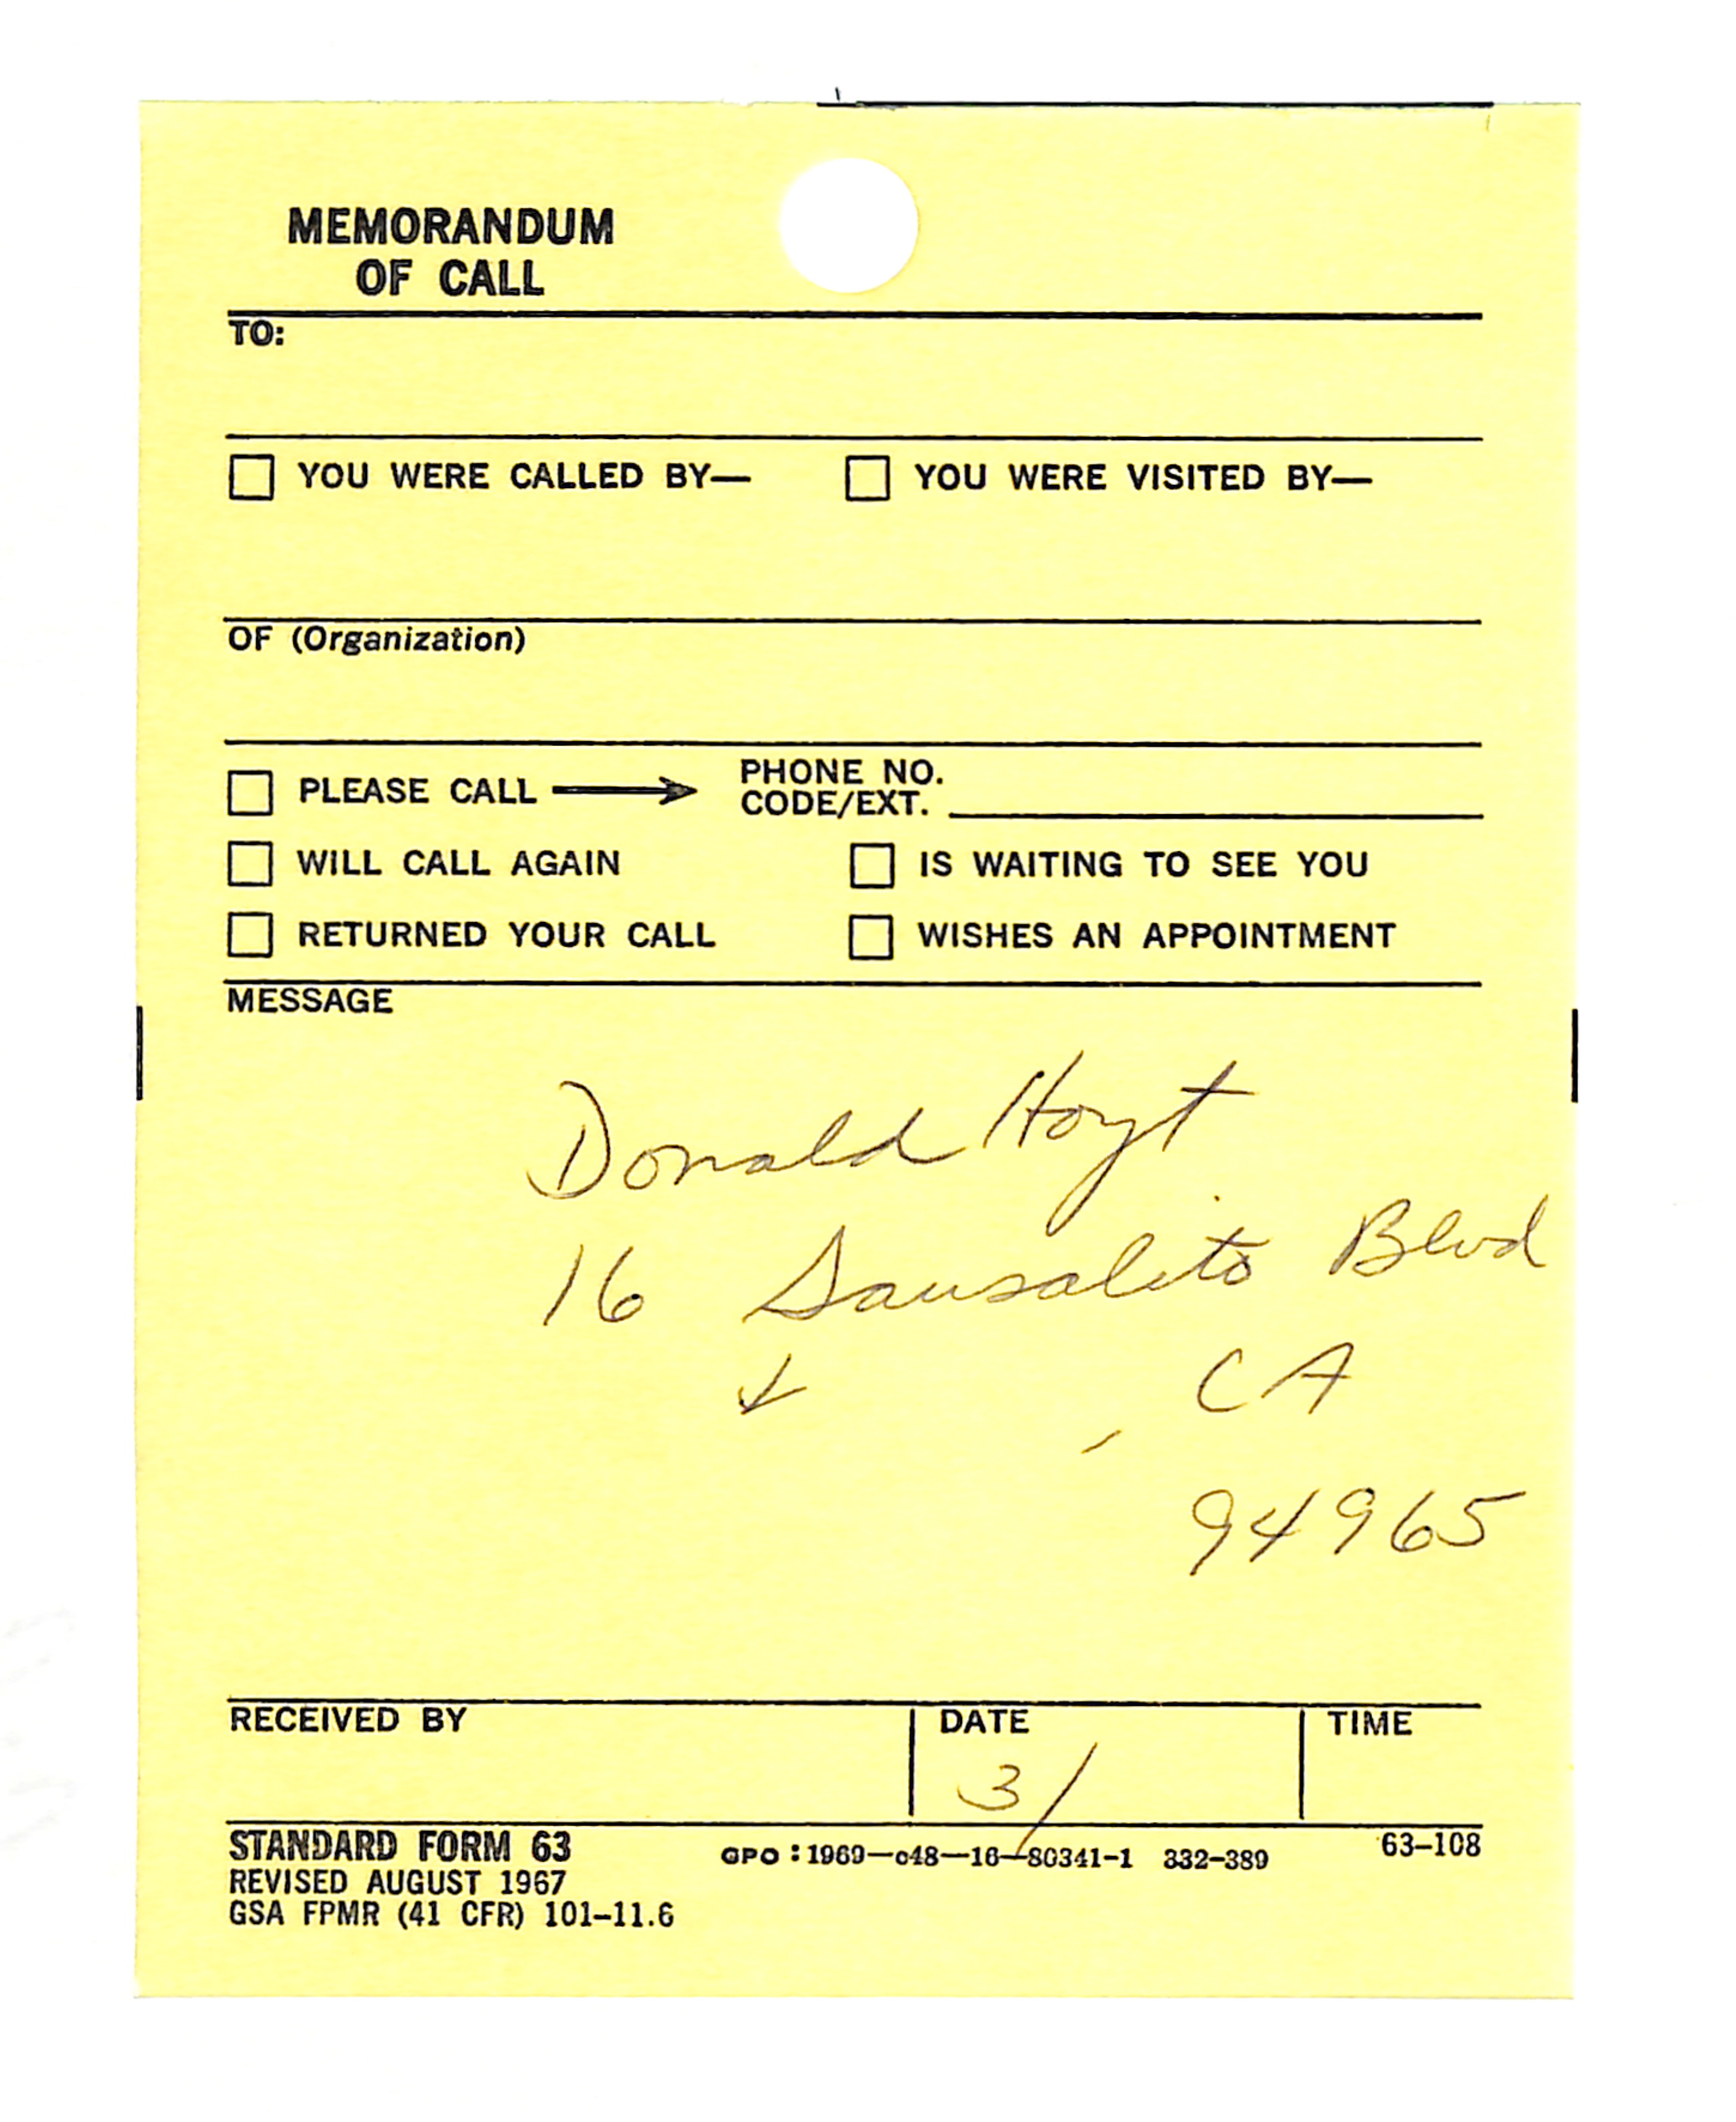 MEMORANDUM
OF CALL
TO:
YOU WERE CALLED BY— YOU WERE VISITED BY—
OF (Organization)
PLEASE CALL → PHONE NO.
CODE/EXT.
WILL CALL AGAIN IS WAITING TO SEE YOU
RETURNED YOUR CALL WISHES AN APPOINTMENT
MESSAGE
Donald Hoyt
16 Sausalito Blvd
↓ , CA
94965
RECEIVED BY DATE TIME
3/
STANDARD FORM 63 GPO : 1969—c48—16—80341-1 332-389 63-108
REVISED AUGUST 1967
GSA FPMR (41 CFR) 101-11.6